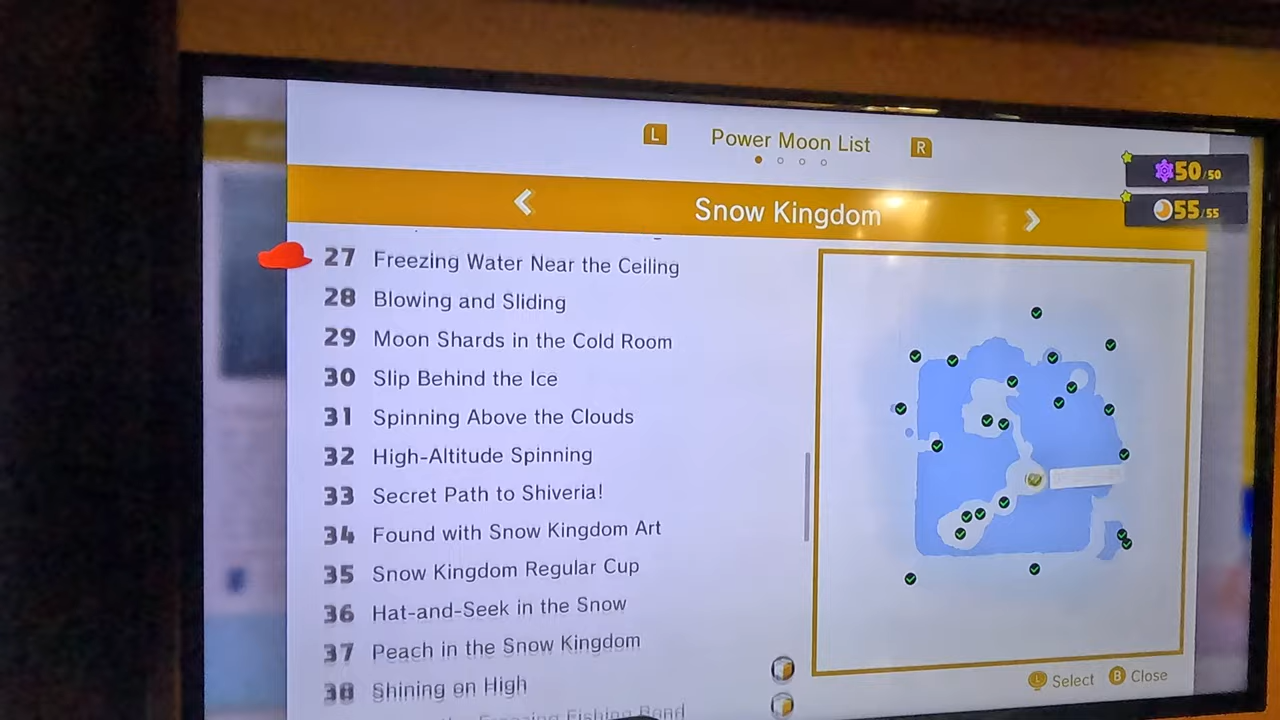 L Power Moon List R
50/50
55/55
Snow Kingdom
27 Freezing Water Near the Ceiling
28 Blowing and Sliding
29 Moon Shards in the Cold Room
30 Slip Behind the Ice
31 Spinning Above the Clouds
32 High-Altitude Spinning
33 Secret Path to Shiveria!
34 Found with Snow Kingdom Art
35 Snow Kingdom Regular Cup
36 Hat-and-Seek in the Snow
37 Peach in the Snow Kingdom
38 Shining on High
Freezing Fishing Pond
L Select B Close